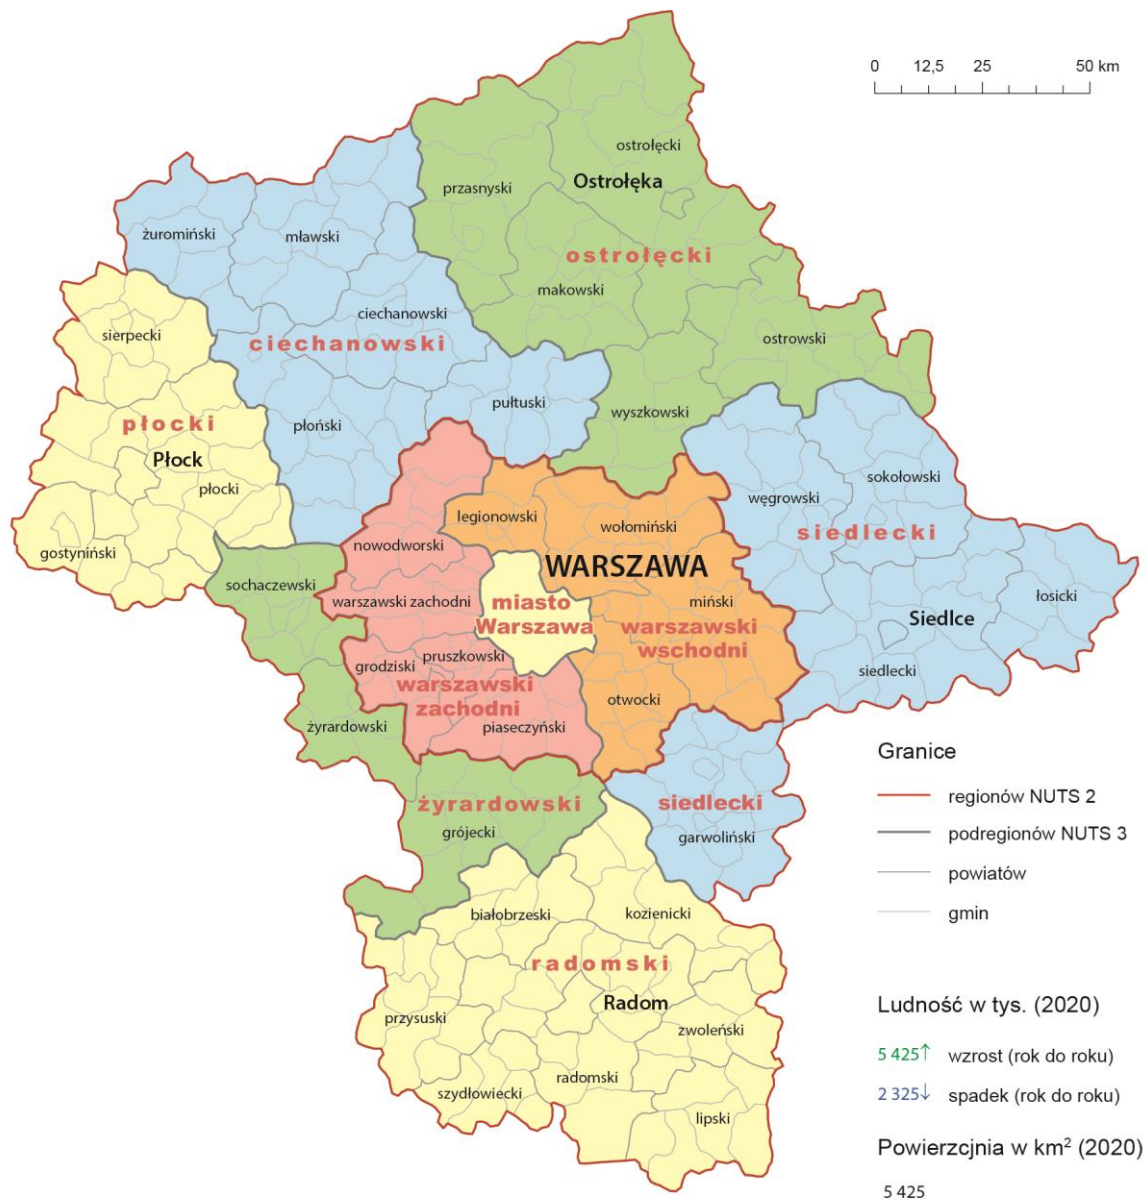 0 12,5 25 50 km
ostrołęcki
Ostrołęka
przasnyski
żuromiński
mławski
ostrołęcki
makowski
ciechanowski
sierpecki
ciechanowski
ostrowski
pułtuski
wyszkowski
płocki
płoński
Płock
płocki
sokołowski
węgrowski
legionowski
wołomiński
siedlecki
gostyniński
nowodworski
WARSZAWA
sochaczewski
warszawski zachodni
miasto
Warszawa
miński
łosicki
Siedlce
warszawski
wschodni
pruszkowski
grodziski
siedlecki
warszawski
zachodni
otwocki
żyrardowski
piaseczyński
Granice
regionów NUTS 2
podregionów NUTS 3
powiatów
gmin
żyrardowski
siedlecki
grójecki
garwoliński
białobrzeski
kozienicki
radomski
Radom
przysuski
zwoleński
radomski
szydłowiecki
lipski
Ludność w tys. (2020)
5 425↑ wzrost (rok do roku)
2 325↓ spadek (rok do roku)
Powierzcjnia w km² (2020)
5 425